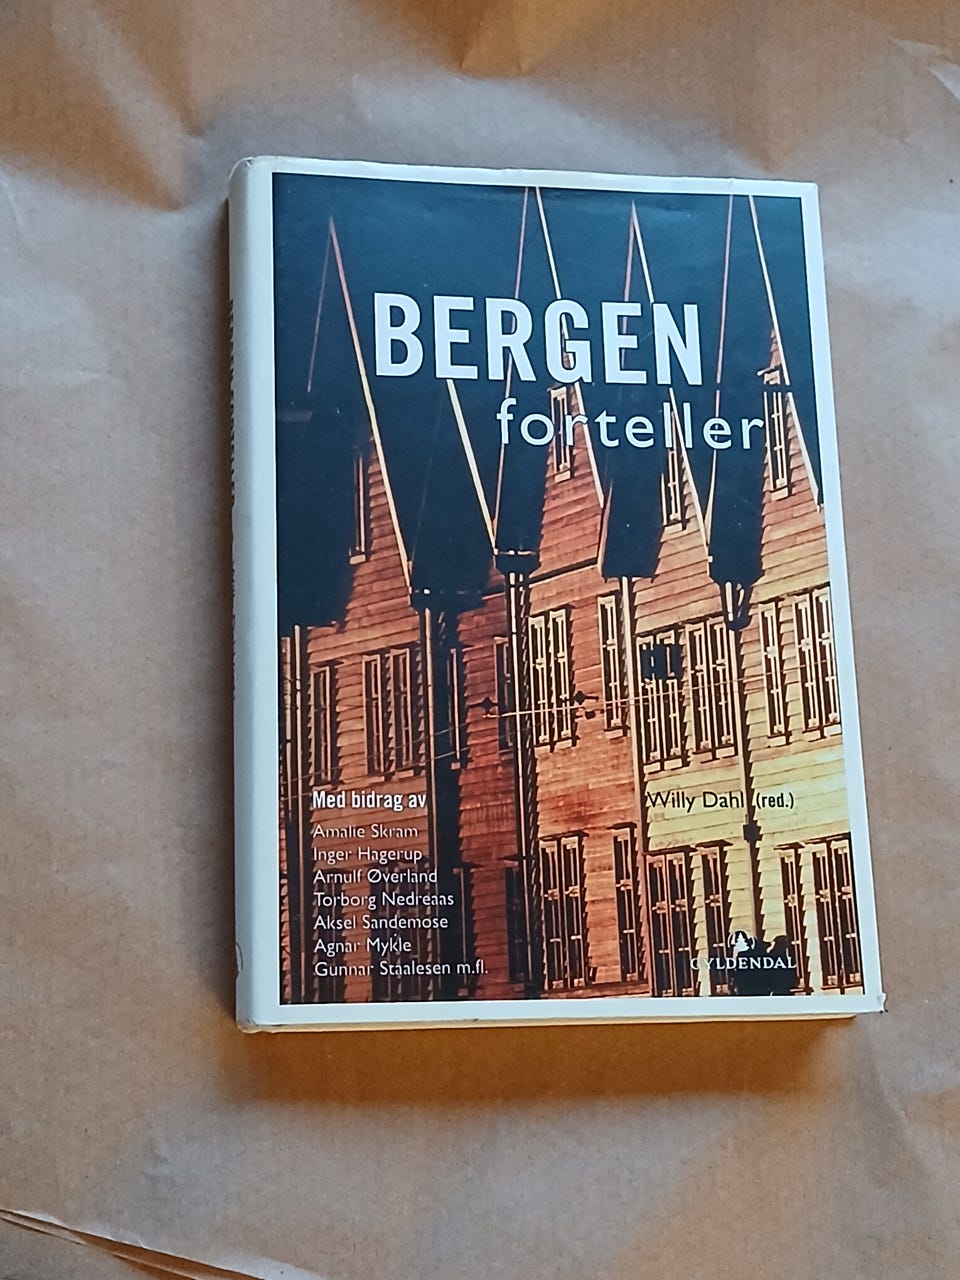 BERGEN
forteller
Med bidrag av
Amalie Skram
Inger Hagerup
Arnulf Øverland
Torborg Nedreaas
Aksel Sandemose
Agnar Mykle
Gunnar Staalesen m.fl.
Willy Dahl (red.)
GYLDENDAL